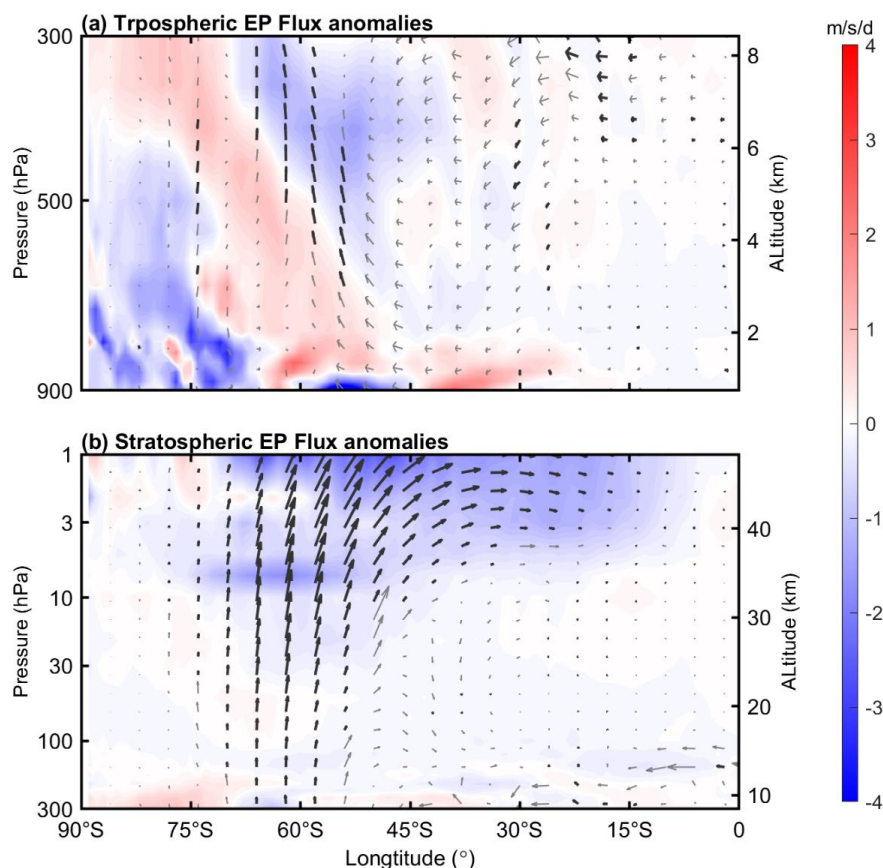 (a) Trpospheric EP Flux anomalies
m/s/d
300
500
900
Pressure (hPa)
8
6
4
2
ALtitude (km)
(b) Stratospheric EP Flux anomalies
1
3
10
30
100
300
Pressure (hPa)
40
30
20
10
ALtitude (km)
90°S 75°S 60°S 45°S 30°S 15°S 0
Longtitude (°)
4
3
2
1
0
-1
-2
-3
-4